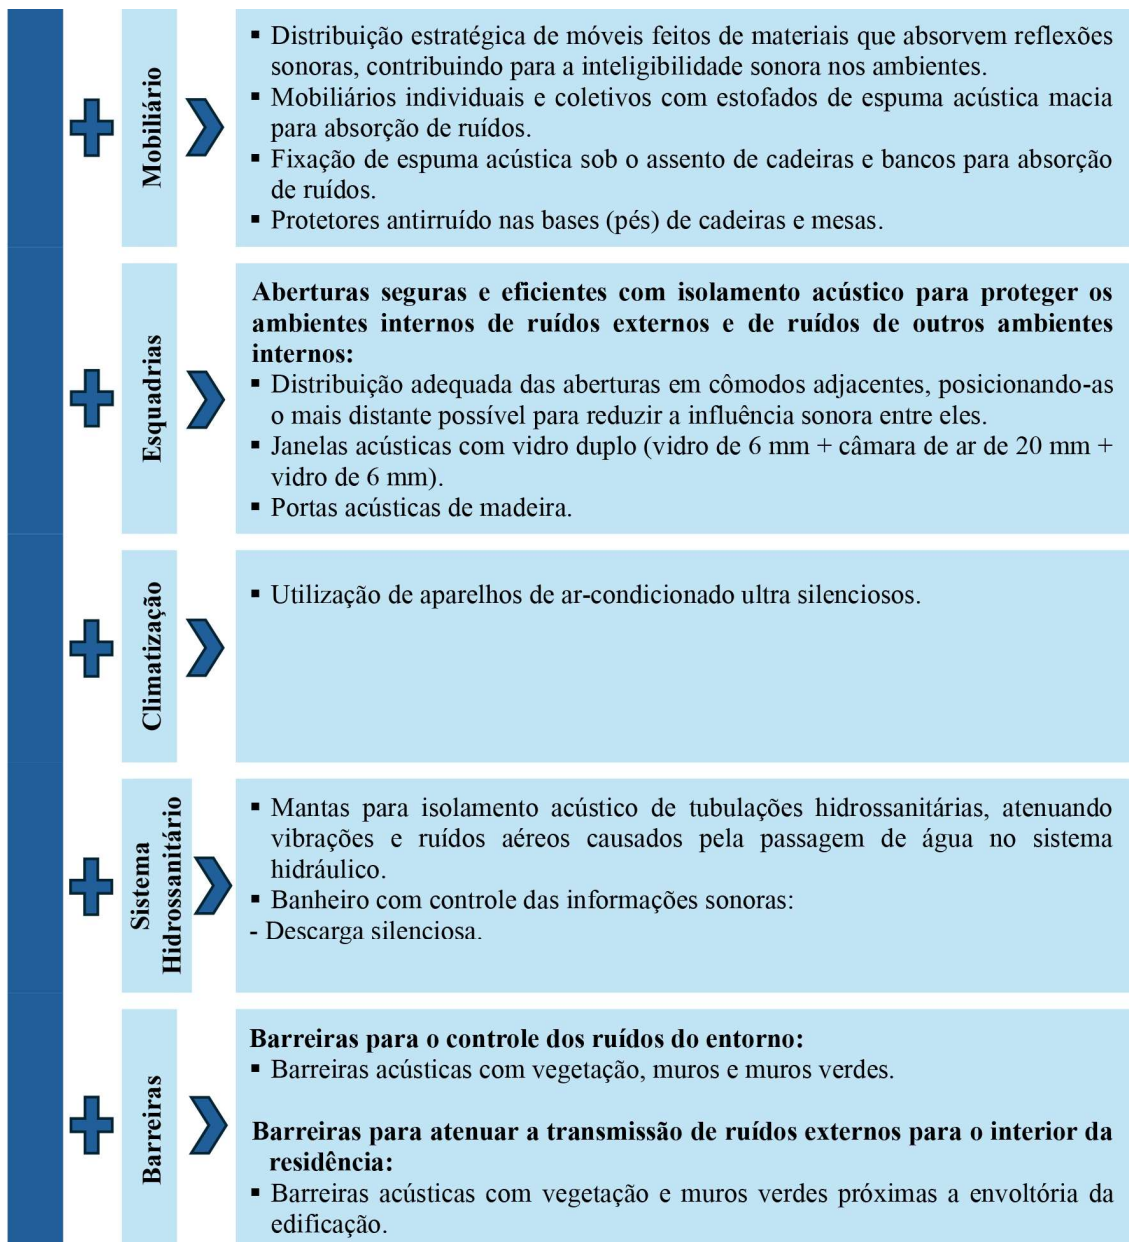 Mobiliário
▪ Distribuição estratégica de móveis feitos de materiais que absorvem reflexões
sonoras, contribuindo para a inteligibilidade sonora nos ambientes.
▪ Mobiliários individuais e coletivos com estofados de espuma acústica macia
para absorção de ruídos.
▪ Fixação de espuma acústica sob o assento de cadeiras e bancos para absorção
de ruídos.
▪ Protetores antirruído nas bases (pés) de cadeiras e mesas.
Esquadrias
Aberturas seguras e eficientes com isolamento acústico para proteger os
ambientes internos de ruídos externos e de ruídos de outros ambientes
internos:
▪ Distribuição adequada das aberturas em cômodos adjacentes, posicionando-as
o mais distante possível para reduzir a influência sonora entre eles.
▪ Janelas acústicas com vidro duplo (vidro de 6 mm + câmara de ar de 20 mm +
vidro de 6 mm).
▪ Portas acústicas de madeira.
Climatização
▪ Utilização de aparelhos de ar-condicionado ultra silenciosos.
Sistema
Hidrossanitário
▪ Mantas para isolamento acústico de tubulações hidrossanitárias, atenuando
vibrações e ruídos aéreos causados pela passagem de água no sistema
hidráulico.
▪ Banheiro com controle das informações sonoras:
- Descarga silenciosa.
Barreiras
Barreiras para o controle dos ruídos do entorno:
▪ Barreiras acústicas com vegetação, muros e muros verdes.
Barreiras para atenuar a transmissão de ruídos externos para o interior da
residência:
▪ Barreiras acústicas com vegetação e muros verdes próximas a envoltória da
edificação.